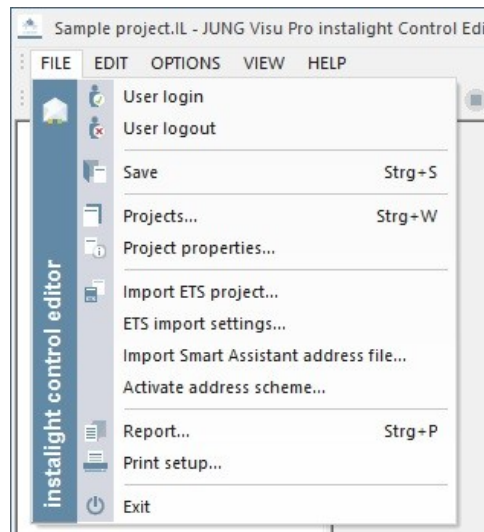 Sample project.IL - JUNG Visu Pro instalight Control Edi
FILE EDIT OPTIONS VIEW HELP
User login
User logout
Save Strg+S
Projects... Strg+W
Project properties...
Import ETS project...
ETS import settings...
Import Smart Assistant address file...
Activate address scheme...
Report... Strg+P
Print setup...
Exit
instalight control editor